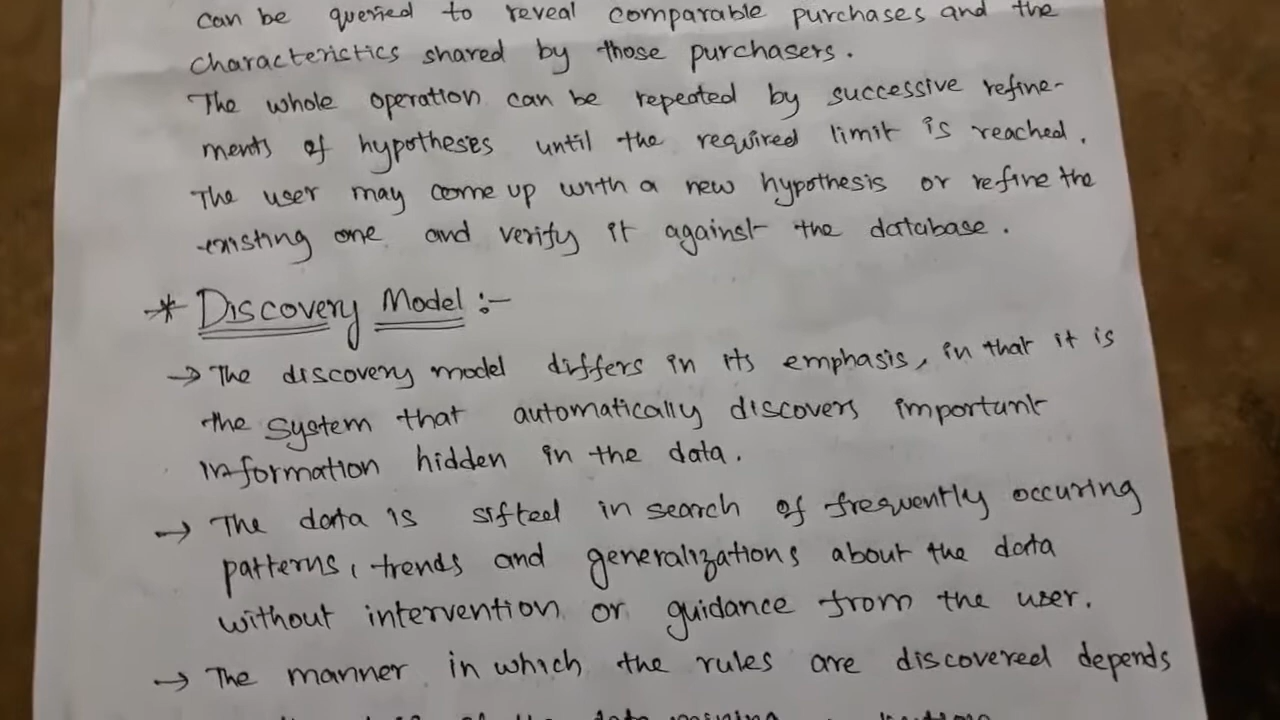 can be queried to reveal comparable purchases and the
characteristics shared by those purchasers.
The whole operation can be repeated by successive refine-
ments of hypotheses until the required limit is reached.
The user may come up with a new hypothesis or refine the
existing one and verify it against the database.
* Discovery Model :-
→ The discovery model differs in its emphasis, in that it is
the system that automatically discovers important
information hidden in the data.
→ The data is sifted in search of frequently occuring
patterns, trends and generalizations about the data
without intervention or guidance from the user.
→ The manner in which the rules are discovered depends
of the data mining